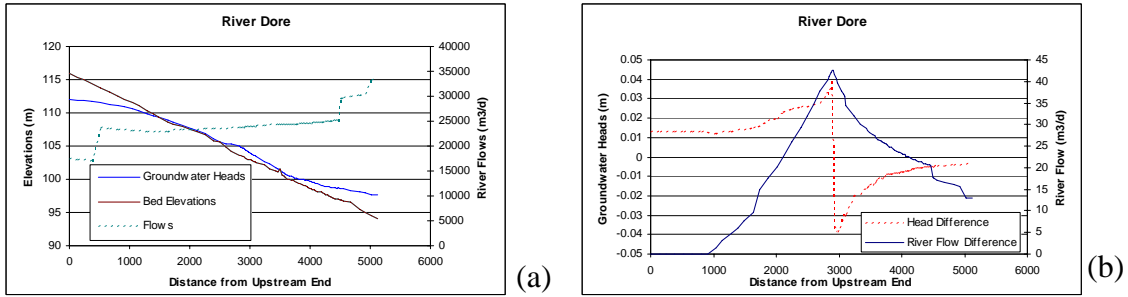 River Dore
120
115
110
105
100
95
90
Elevations (m)
40000
35000
30000
25000
20000
15000
10000
5000
0
River Flows (m3/d)
Groundwater Heads
Bed Elevations
Flows
0 1000 2000 3000 4000 5000 6000
Distance from Upstream End
(a)
River Dore
0.05
0.04
0.03
0.02
0.01
0
-0.01
-0.02
-0.03
-0.04
-0.05
Groundwater Heads (m)
45
40
35
30
25
20
15
10
5
0
River Flow (m3/d)
Head Difference
River Flow Difference
0 1000 2000 3000 4000 5000 6000
Distance from Upstream End
(b)